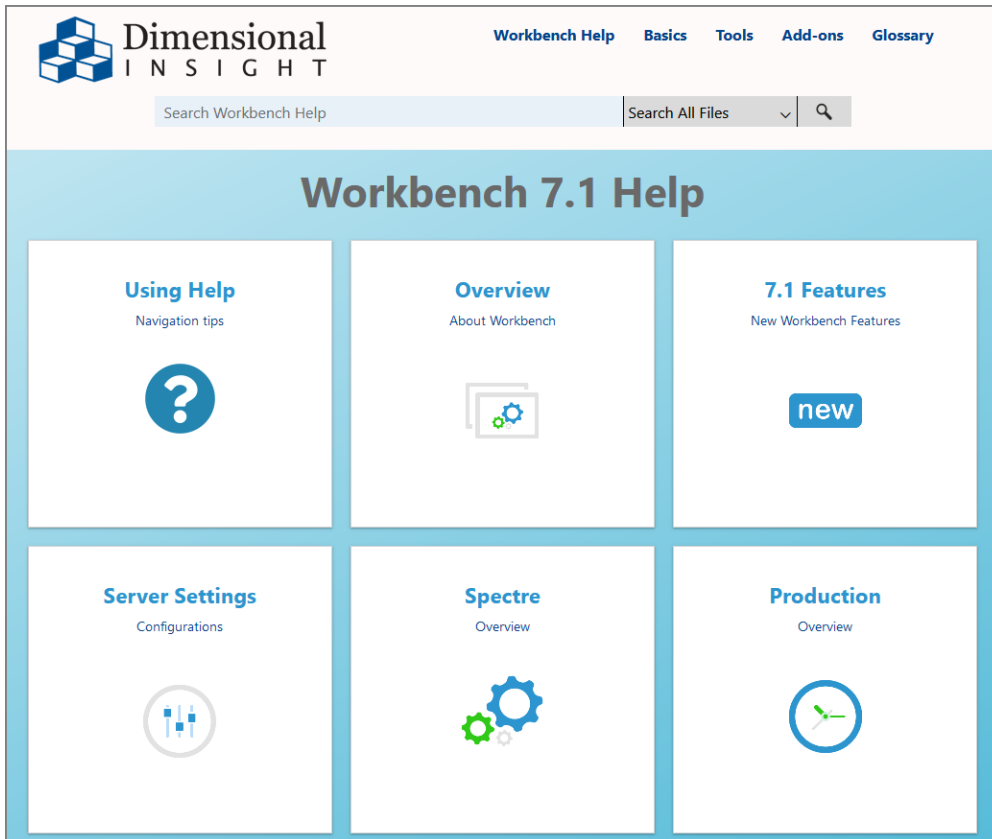 Dimensional
INSIGHT
Workbench Help Basics Tools Add-ons Glossary
Search Workbench Help
Search All Files
Workbench 7.1 Help
Using Help
Navigation tips
?
Overview
About Workbench
7.1 Features
New Workbench Features
new
Server Settings
Configurations
Spectre
Overview
Production
Overview